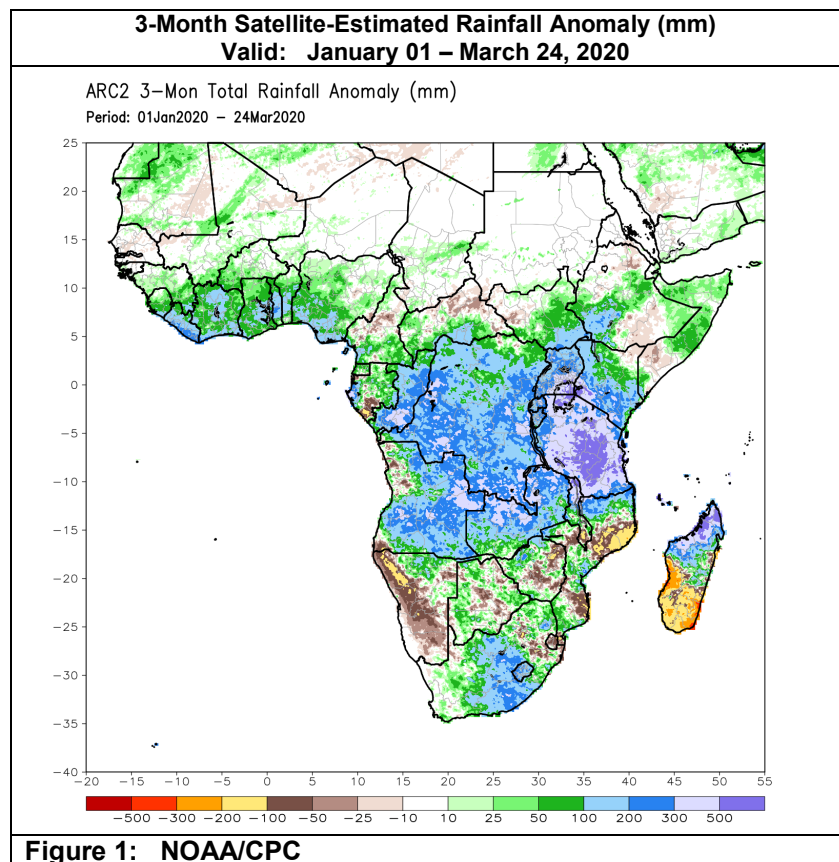 3-Month Satellite-Estimated Rainfall Anomaly (mm)
Valid: January 01 – March 24, 2020
ARC2 3-Mon Total Rainfall Anomaly (mm)
Period: 01Jan2020 – 24Mar2020
25
20
15
10
5
0
-5
-10
-15
-20
-25
-30
-35
-40
-20 -15 -10 -5 0 5 10 15 20 25 30 35 40 45 50 55
-500 -300 -200 -100 -50 -25 -10 10 25 50 100 200 300 500
Figure 1: NOAA/CPC